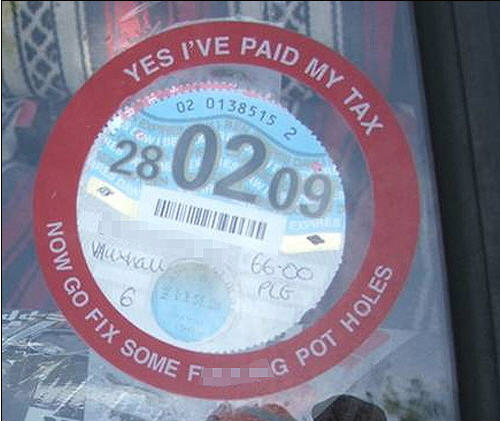 YES I'VE PAID MY TAX
02 0138515 2
28 02 09
EXPIRES
Vauxhall 66-00
6 PLG
NOW GO FIX SOME F G POT HOLES